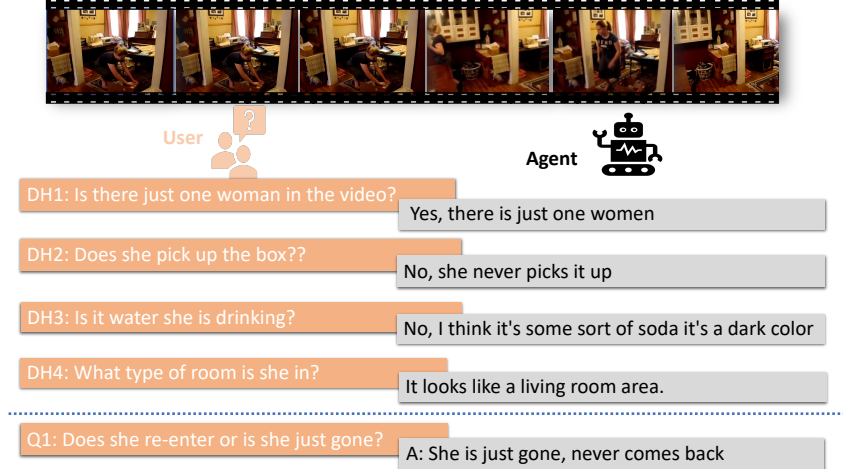 ?
User
Agent
DH1: Is there just one woman in the video?
Yes, there is just one women
DH2: Does she pick up the box??
No, she never picks it up
DH3: Is it water she is drinking?
No, I think it's some sort of soda it's a dark color
DH4: What type of room is she in?
It looks like a living room area.
Q1: Does she re-enter or is she just gone?
A: She is just gone, never comes back